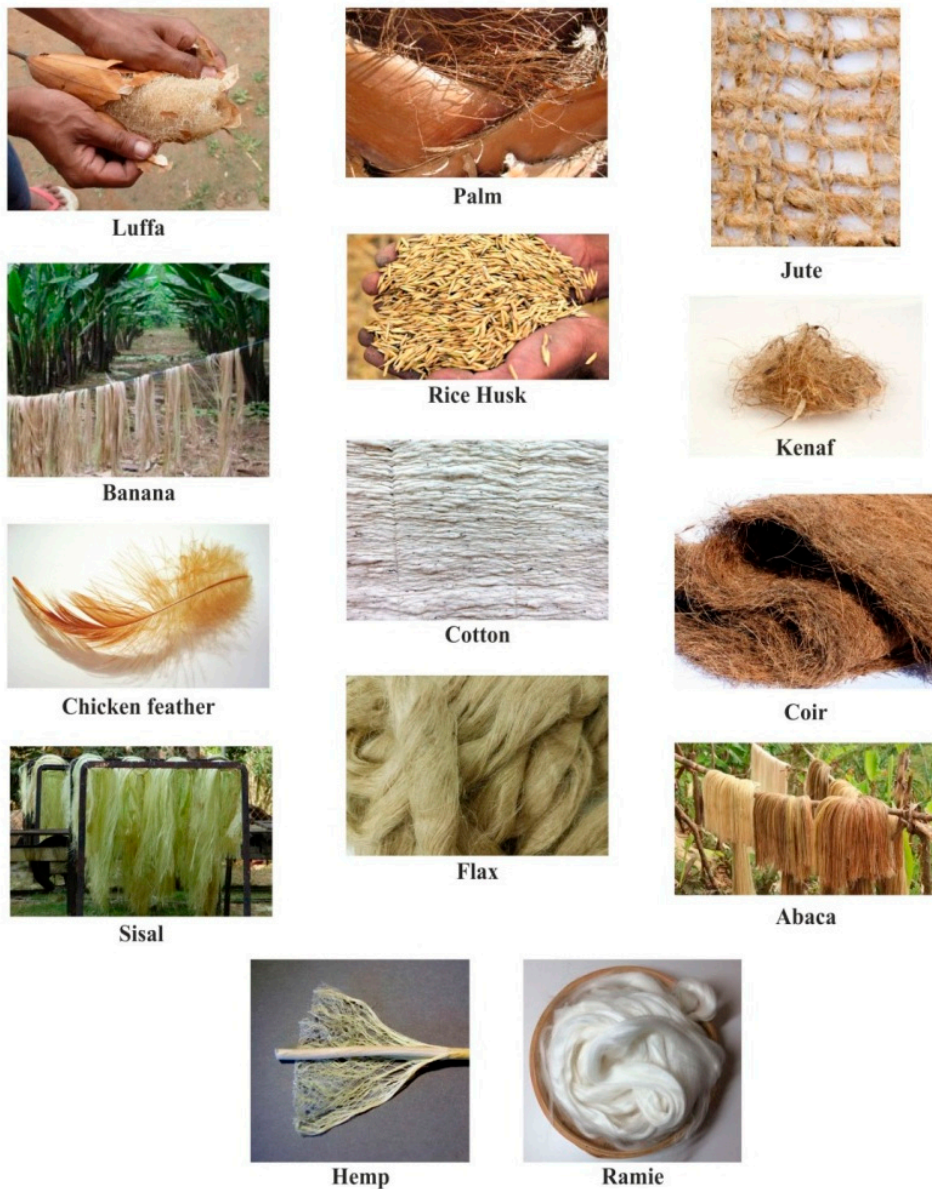 Luffa
Palm
Jute
Banana
Rice Husk
Kenaf
Chicken feather
Cotton
Coir
Sisal
Flax
Abaca
Hemp
Ramie